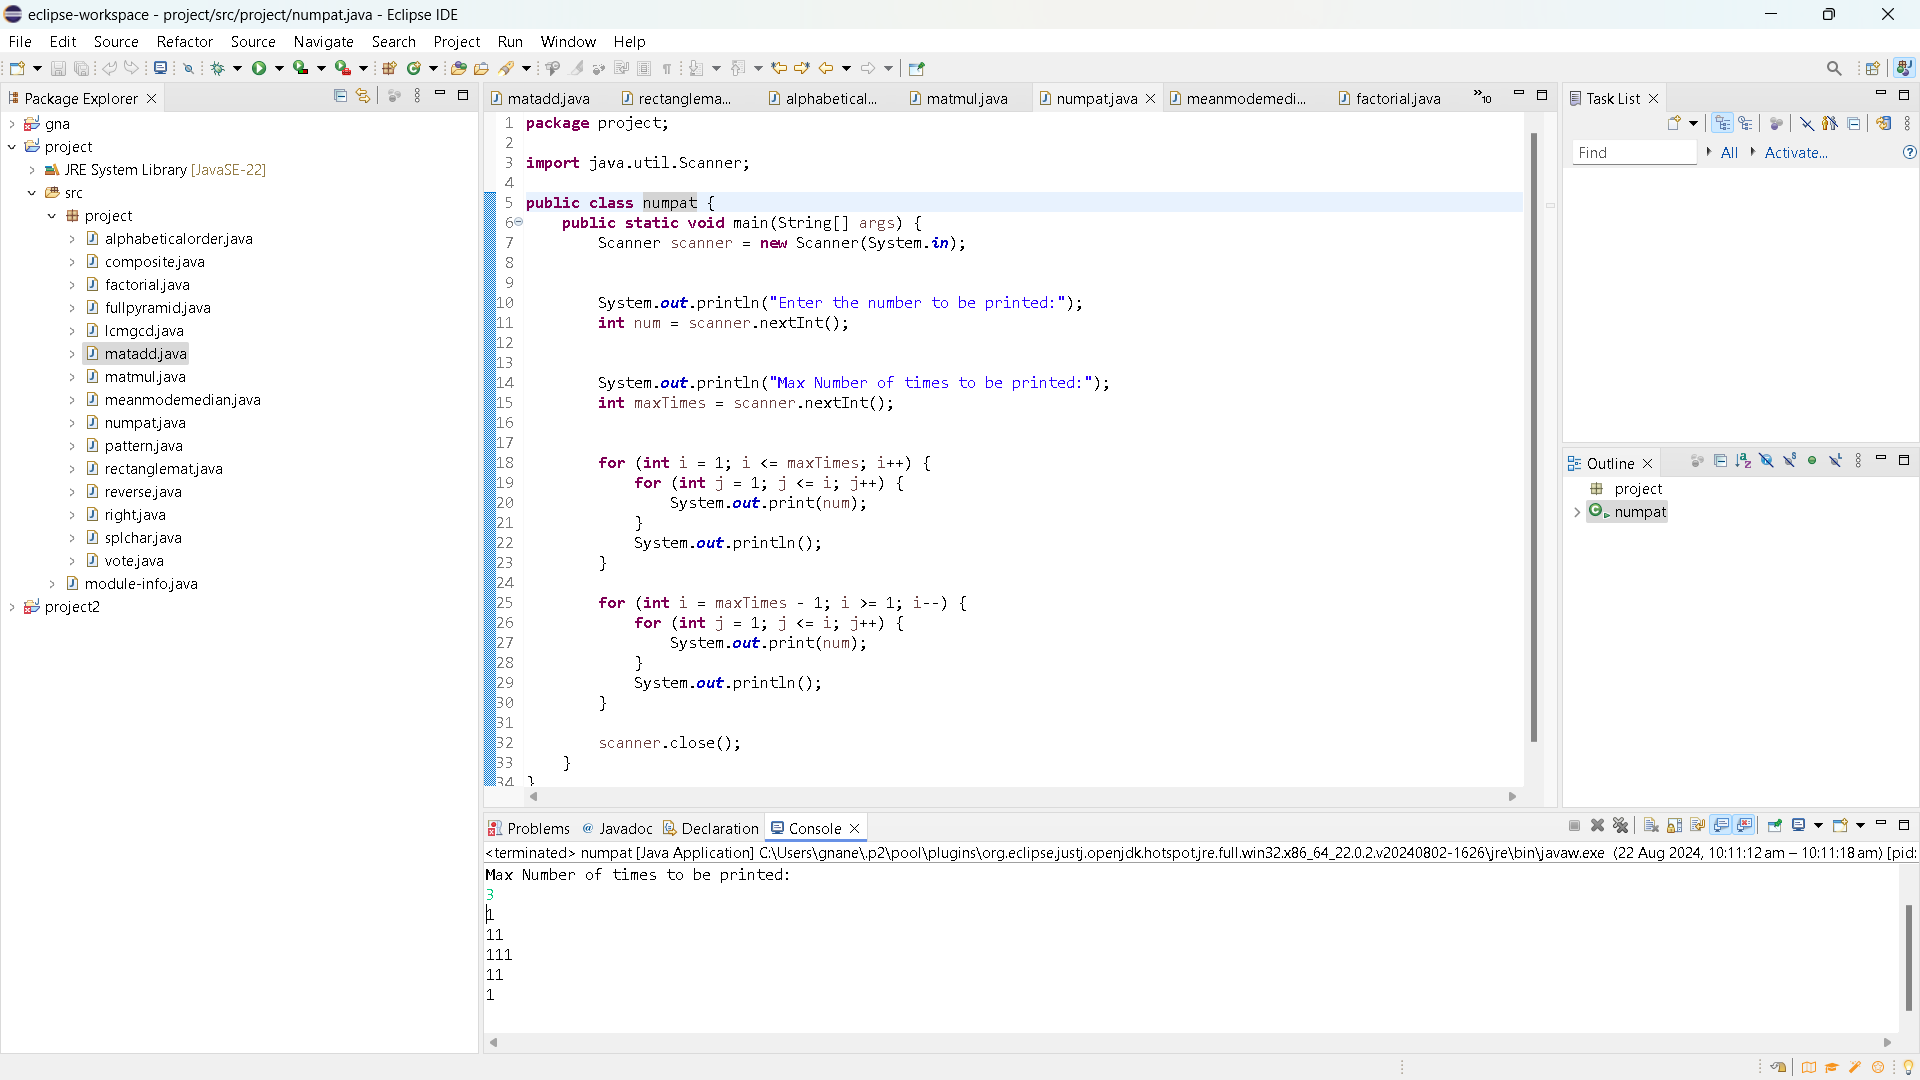 eclipse-workspace - project/src/project/numpat.java - Eclipse IDE
File Edit Source Refactor Source Navigate Search Project Run Window Help
Package Explorer
gna
project
JRE System Library [JavaSE-22]
src
project
alphabeticalorder.java
composite.java
factorial.java
fullpyramid.java
lcmgcd.java
matadd.java
matmul.java
meanmodemedian.java
numpat.java
pattern.java
rectanglemat.java
reverse.java
right.java
splchar.java
vote.java
module-info.java
project2
matadd.java rectanglema... alphabetical... matmul.java numpat.java meanmodemedi... factorial.java »10
1 package project;
2
3 import java.util.Scanner;
4
5 public class numpat {
6 public static void main(String[] args) {
7 Scanner scanner = new Scanner(System.in);
8
9
10 System.out.println("Enter the number to be printed:");
11 int num = scanner.nextInt();
12
13
14 System.out.println("Max Number of times to be printed:");
15 int maxTimes = scanner.nextInt();
16
17
18 for (int i = 1; i <= maxTimes; i++) {
19 for (int j = 1; j <= i; j++) {
20 System.out.print(num);
21 }
22 System.out.println();
23 }
24
25 for (int i = maxTimes - 1; i >= 1; i--) {
26 for (int j = 1; j <= i; j++) {
27 System.out.print(num);
28 }
29 System.out.println();
30 }
31
32 scanner.close();
33 }
34 }
Task List
Find All Activate...
Outline
project
numpat
Problems Javadoc Declaration Console
<terminated> numpat [Java Application] C:\Users\gnane\.p2\pool\plugins\org.eclipse.justj.openjdk.hotspot.jre.full.win32.x86_64_22.0.2.v20240802-1626\jre\bin\javaw.exe (22 Aug 2024, 10:11:12 am – 10:11:18 am) [pid:
Max Number of times to be printed:
3
1
11
111
11
1